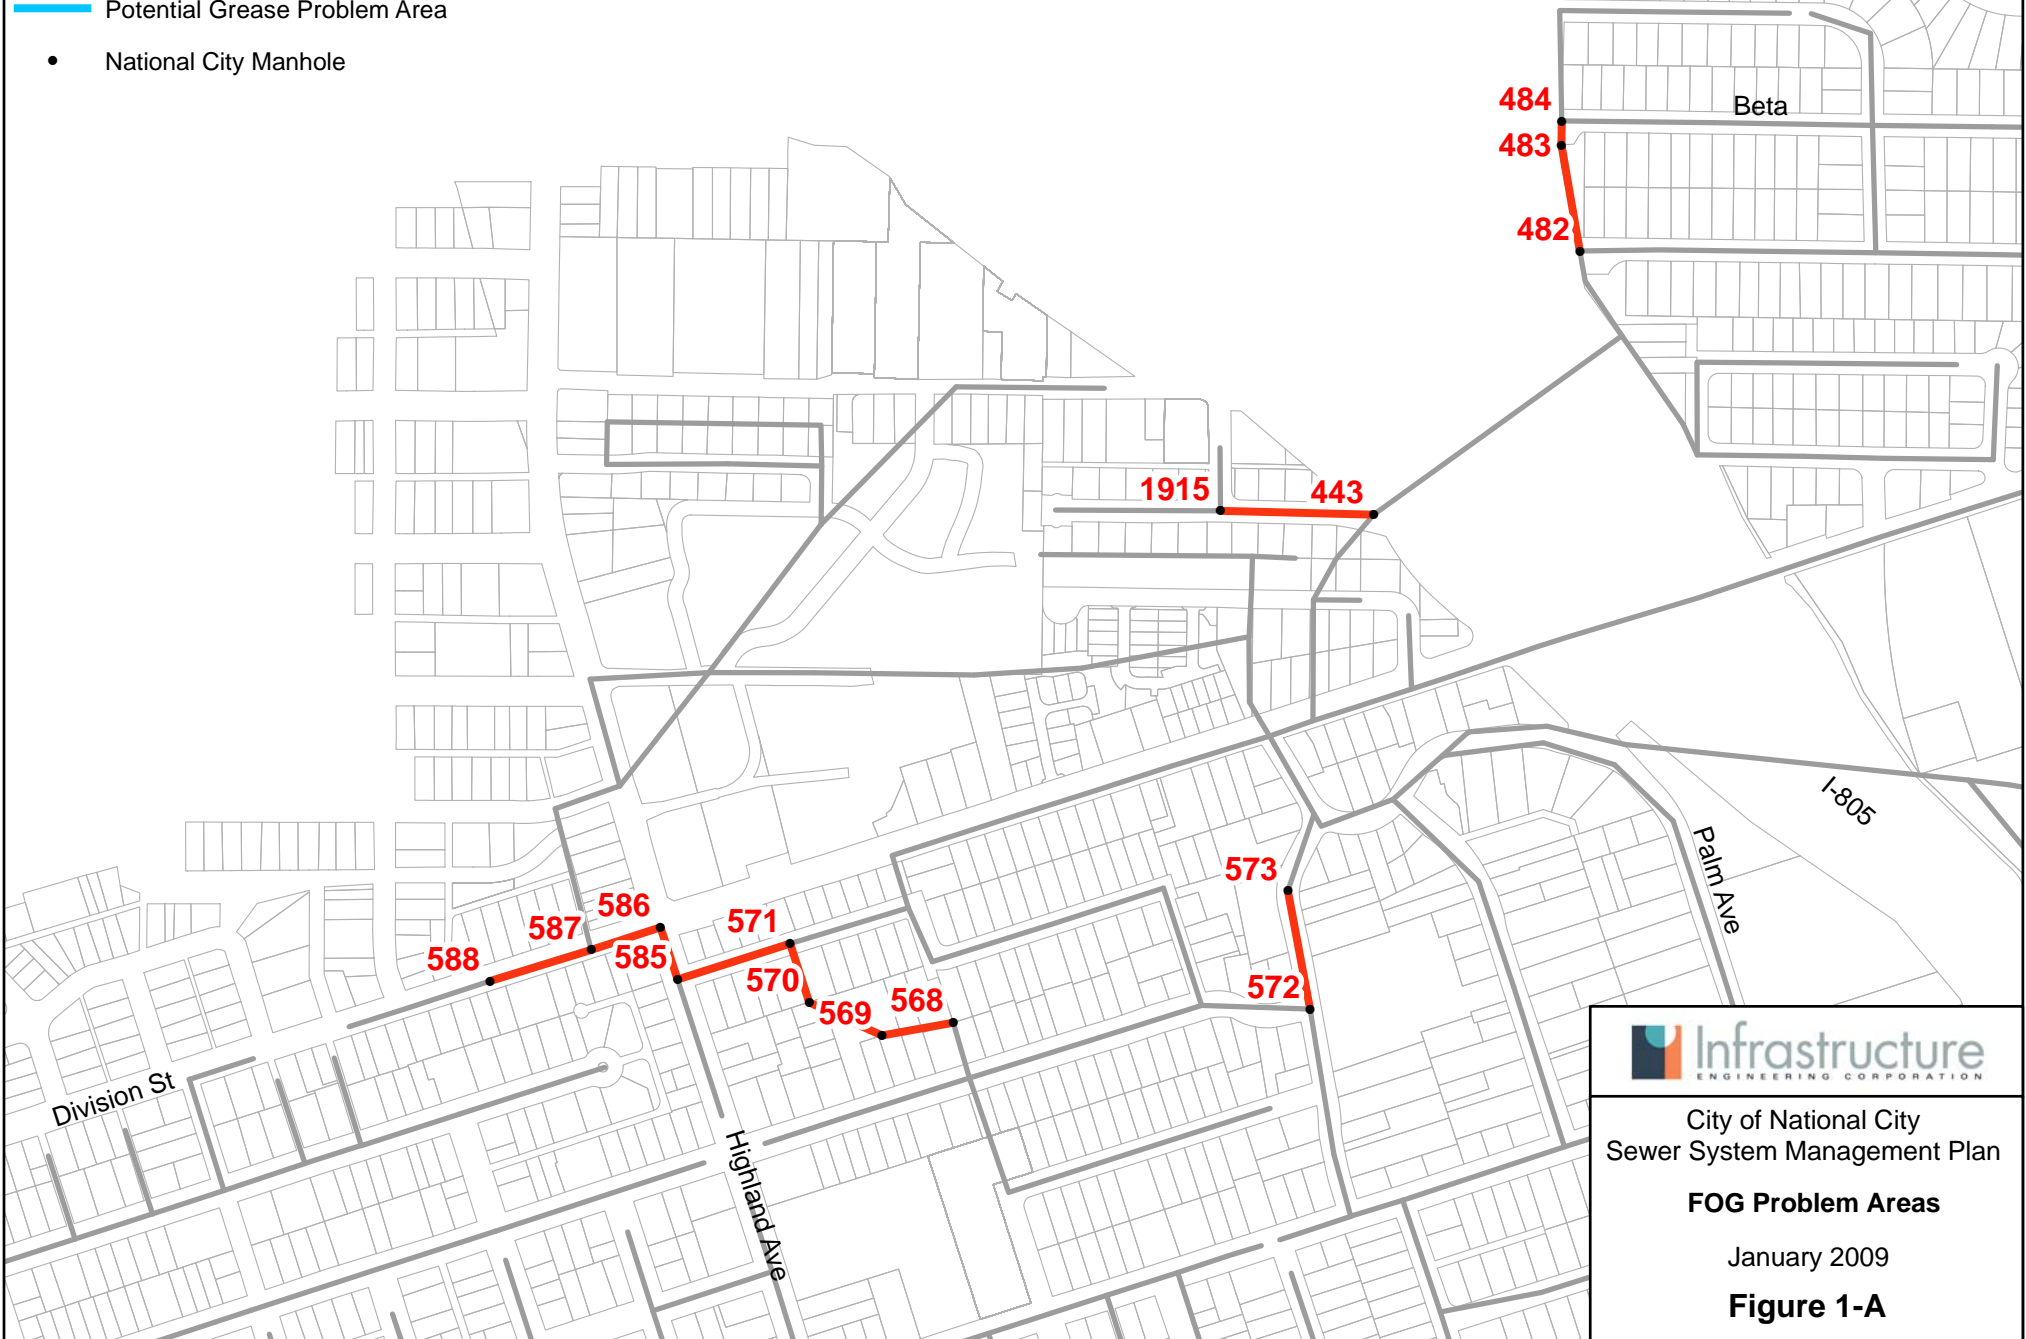 Potential Grease Problem Area
National City Manhole
484
Beta
483
482
1915
443
I-805
Palm Ave
573
586
587
571
588
585
570
572
568
569
Division St
Highland Ave
Infrastructure
ENGINEERING CORPORATION
City of National City
Sewer System Management Plan
FOG Problem Areas
January 2009
Figure 1-A